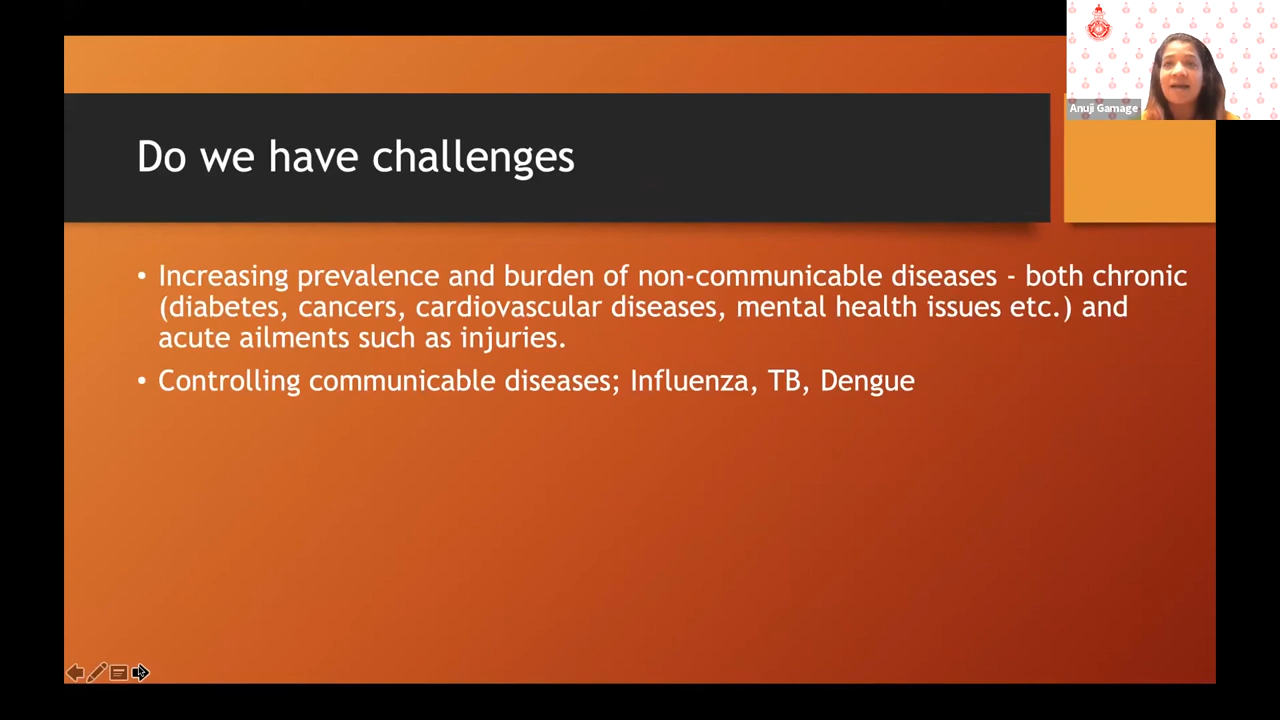 Anuji Gamage
Do we have challenges
• Increasing prevalence and burden of non-communicable diseases - both chronic
(diabetes, cancers, cardiovascular diseases, mental health issues etc.) and
acute ailments such as injuries.
• Controlling communicable diseases; Influenza, TB, Dengue